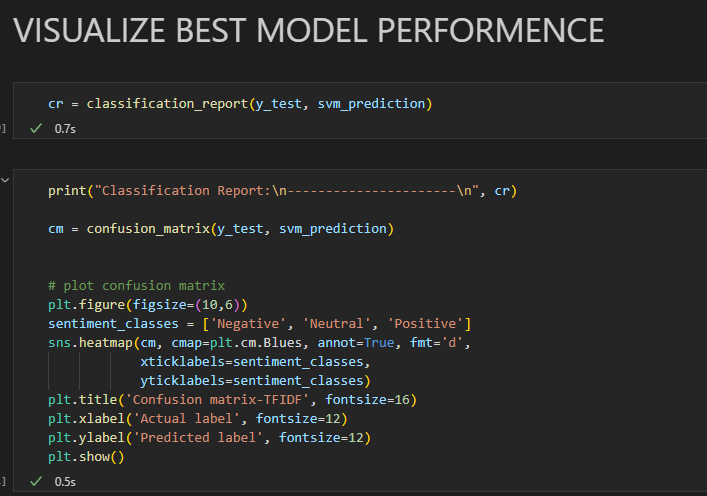 VISUALIZE BEST MODEL PERFORMENCE
cr = classification_report(y_test, svm_prediction)
0.7s
print("Classification Report:\n----------------------\n", cr)
cm = confusion_matrix(y_test, svm_prediction)
# plot confusion matrix
plt.figure(figsize=(10,6))
sentiment_classes = ['Negative', 'Neutral', 'Positive']
sns.heatmap(cm, cmap=plt.cm.Blues, annot=True, fmt='d',
xticklabels=sentiment_classes,
yticklabels=sentiment_classes)
plt.title('Confusion matrix-TFIDF', fontsize=16)
plt.xlabel('Actual label', fontsize=12)
plt.ylabel('Predicted label', fontsize=12)
plt.show()
0.5s